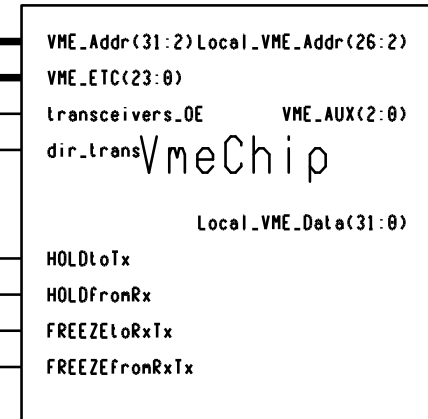 VME_Addr(31:2) Local_VME_Addr(26:2)
VME_ETC(23:0)
transceivers_OE VME_AUX(2:0)
dir_trans VmeChip
Local_VME_Data(31:0)
HOLDtoTx
HOLDfromRx
FREEZEtoRxTx
FREEZEfromRxTx